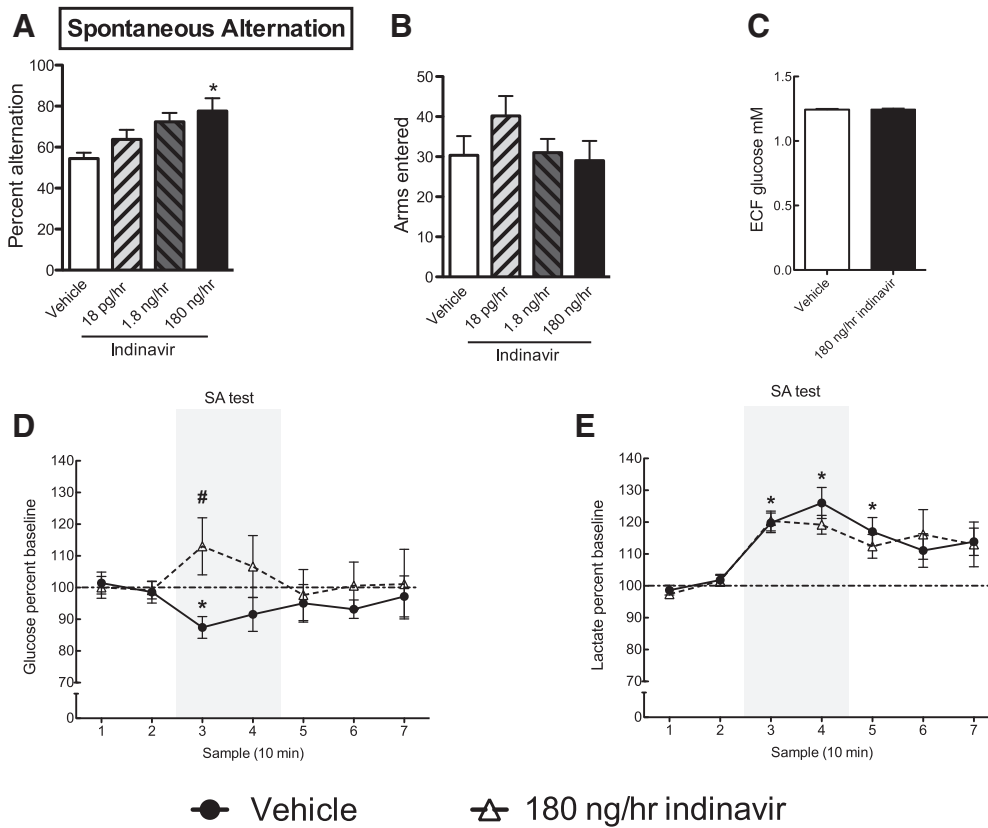 A Spontaneous Alternation
Percent alternation
100
80
60
40
20
0
*
Vehicle
18 pg/hr
1.8 ng/hr
180 ng/hr
Indinavir
B
Arms entered
50
40
30
20
10
0
Vehicle
18 pg/hr
1.8 ng/hr
180 ng/hr
Indinavir
C
ECF glucose mM
1.5
1.0
0.5
0.0
Vehicle
180 ng/hr indinavir
D
SA test
Glucose percent baseline
140
130
120
110
100
90
80
70
0
#
*
1 2 3 4 5 6 7
Sample (10 min)
E
SA test
Lactate percent baseline
140
130
120
110
100
90
80
70
0
* * *
1 2 3 4 5 6 7
Sample (10 min)
Vehicle 180 ng/hr indinavir